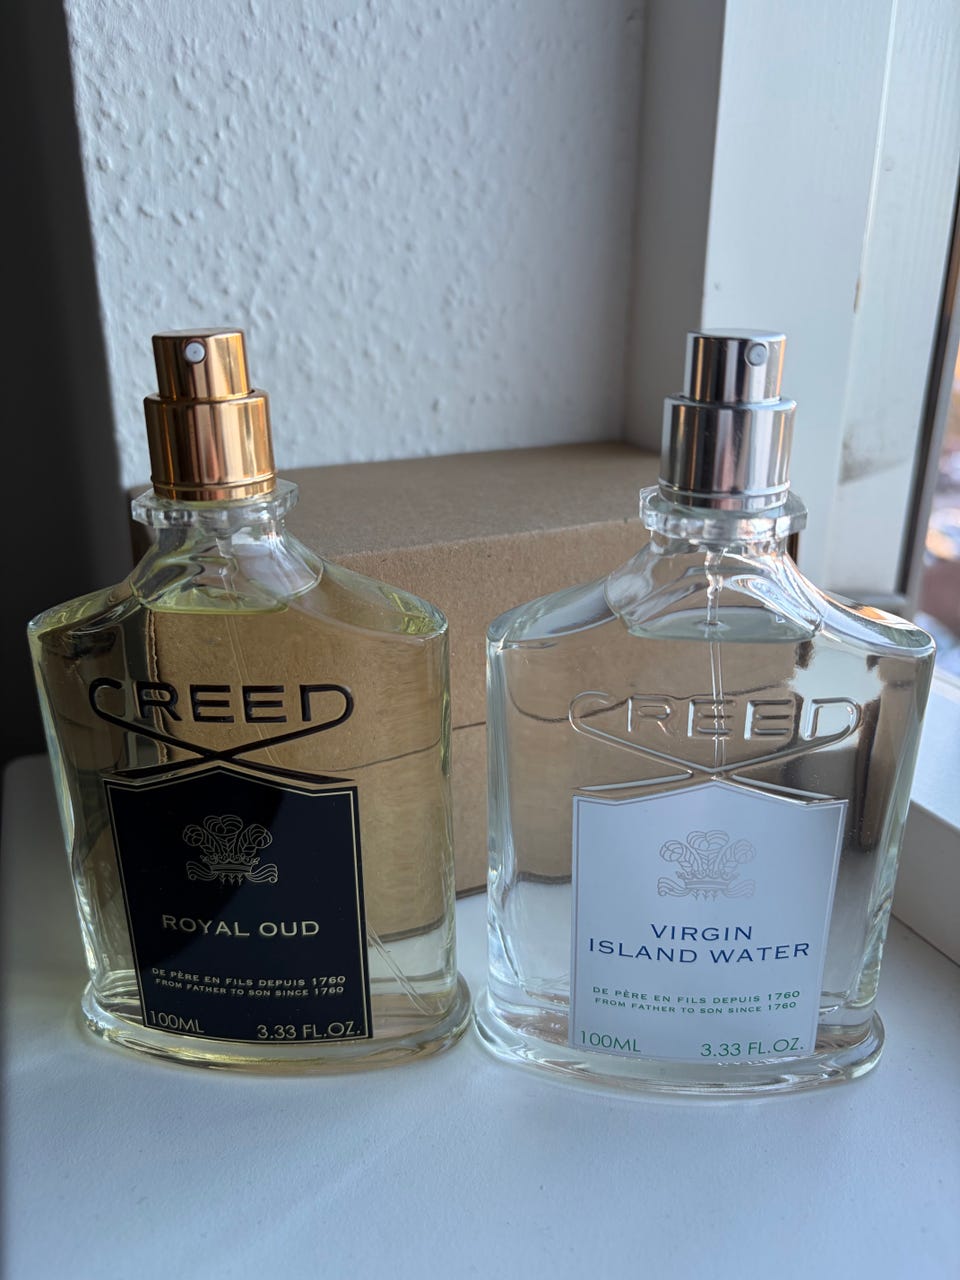 CREED
ROYAL OUD
DE PÈRE EN FILS DEPUIS 1760
FROM FATHER TO SON SINCE 1760
100ML 3.33 FL.OZ.
CREED
VIRGIN
ISLAND WATER
DE PÈRE EN FILS DEPUIS 1760
FROM FATHER TO SON SINCE 1760
100ML 3.33 FL.OZ.